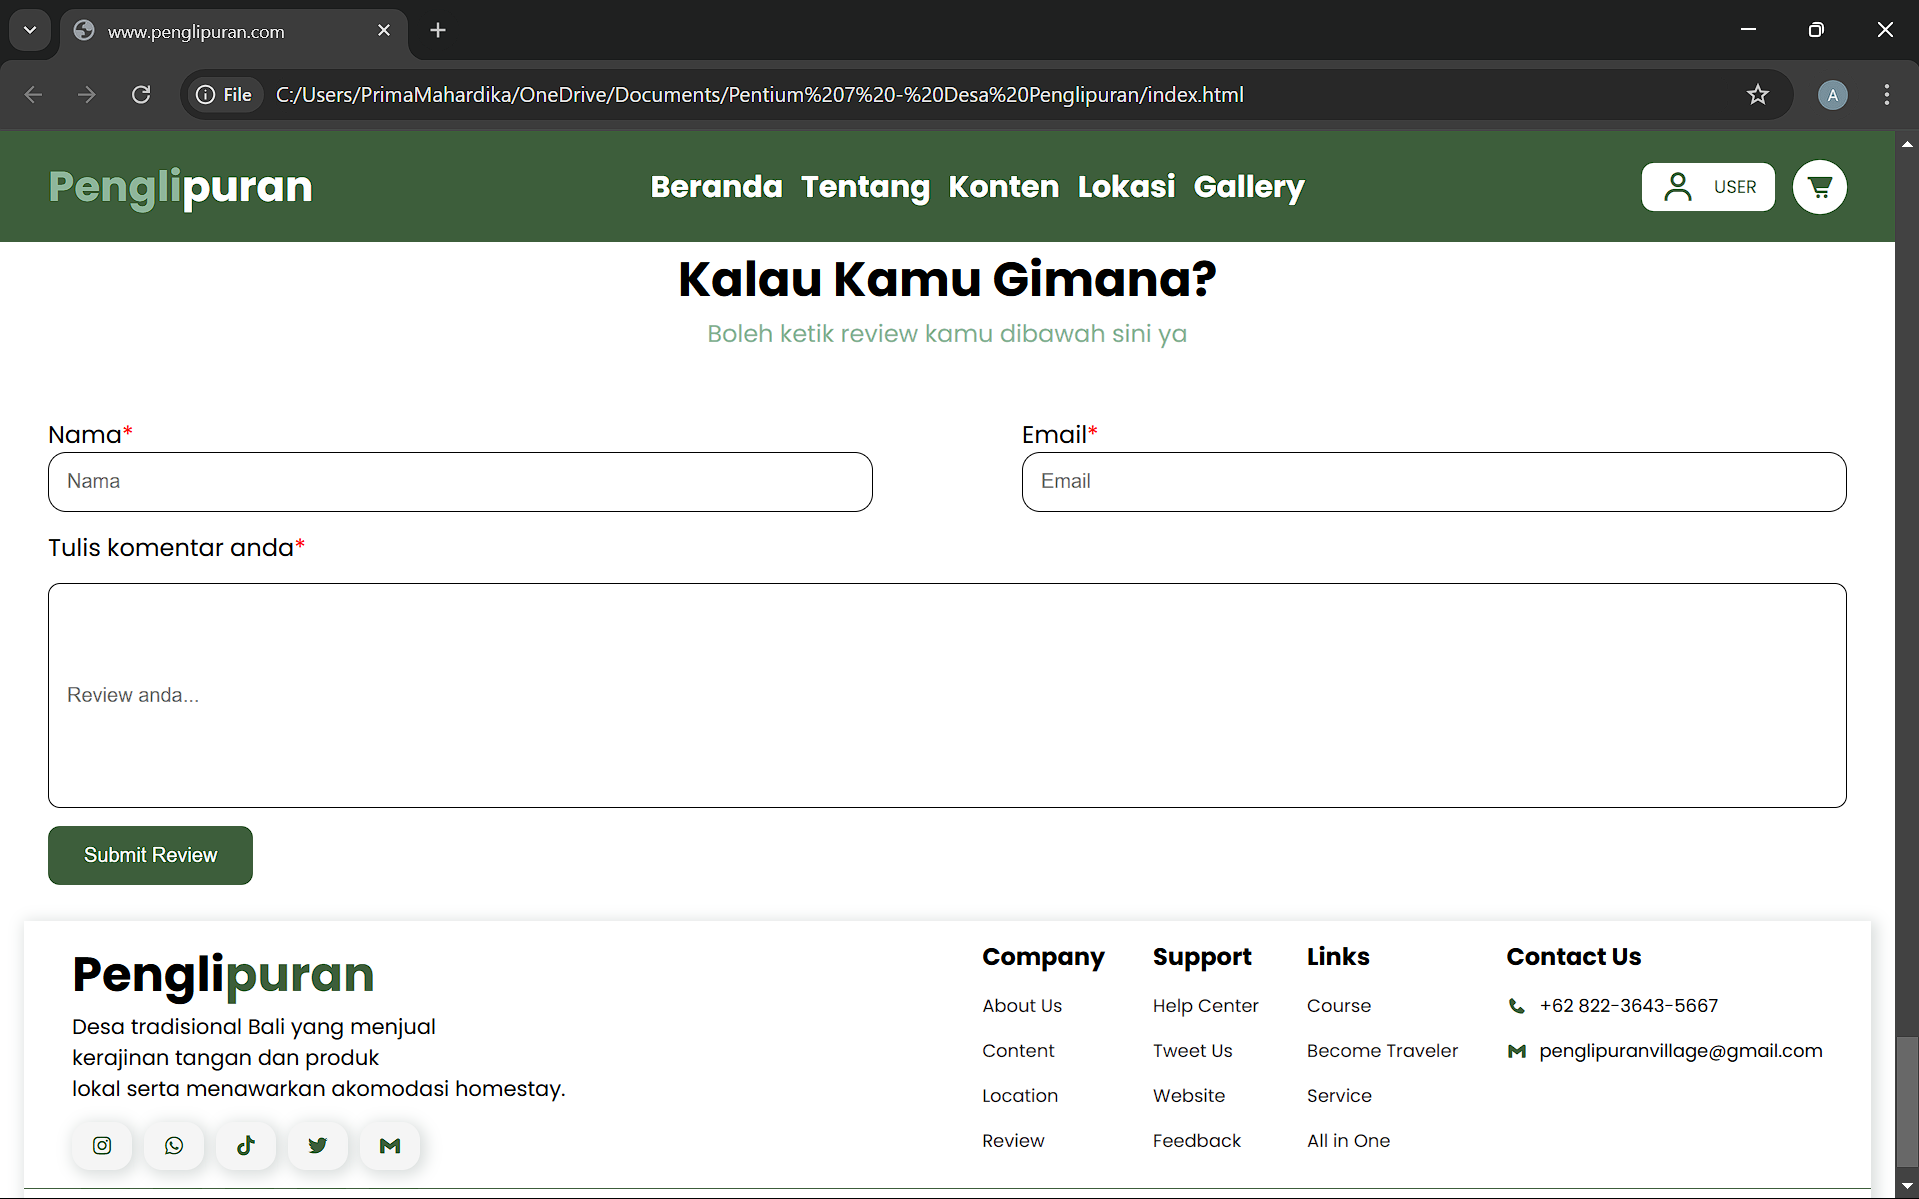 www.penglipuran.com
File C:/Users/PrimaMahardika/OneDrive/Documents/Pentium%207%20-%20Desa%20Penglipuran/index.html
A
Penglipuran
Beranda Tentang Konten Lokasi Gallery
USER
Kalau Kamu Gimana?
Boleh ketik review kamu dibawah sini ya
Nama*
Nama
Email*
Email
Tulis komentar anda*
Review anda...
Submit Review
Penglipuran
Desa tradisional Bali yang menjual
kerajinan tangan dan produk
lokal serta menawarkan akomodasi homestay.
Company
About Us
Content
Location
Review
Support
Help Center
Tweet Us
Website
Feedback
Links
Course
Become Traveler
Service
All in One
Contact Us
+62 822-3643-5667
penglipuranvillage@gmail.com